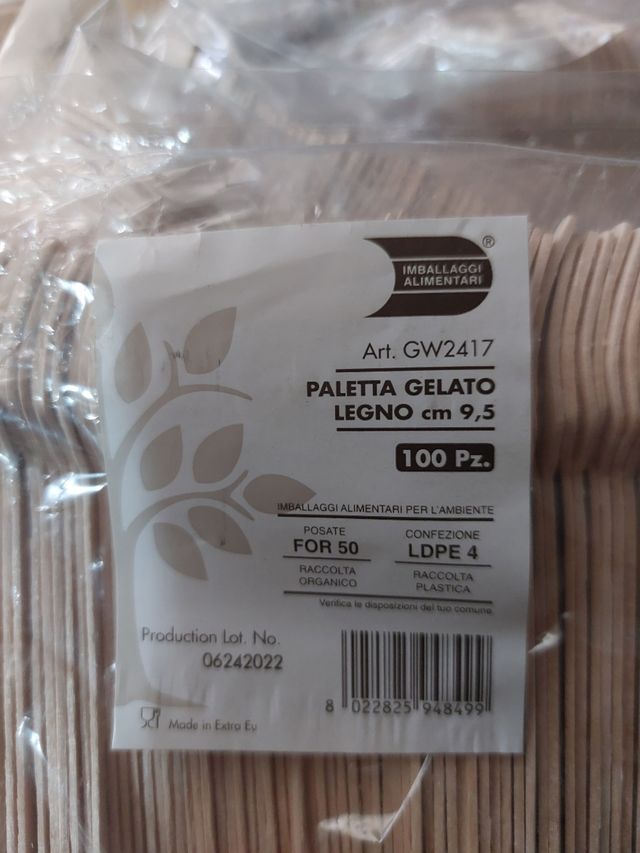 IMBALLAGGI
ALIMENTARI
®
Art. GW2417
PALETTA GELATO
LEGNO cm 9,5
100 Pz.
IMBALLAGGI ALIMENTARI PER L'AMBIENTE
POSATE
FOR 50
RACCOLTA
ORGANICO
CONFEZIONE
LDPE 4
RACCOLTA
PLASTICA
Verifica le disposizioni del tuo comune
Production Lot. No.
06242022
8 022825 948499
Made in Extra Eu